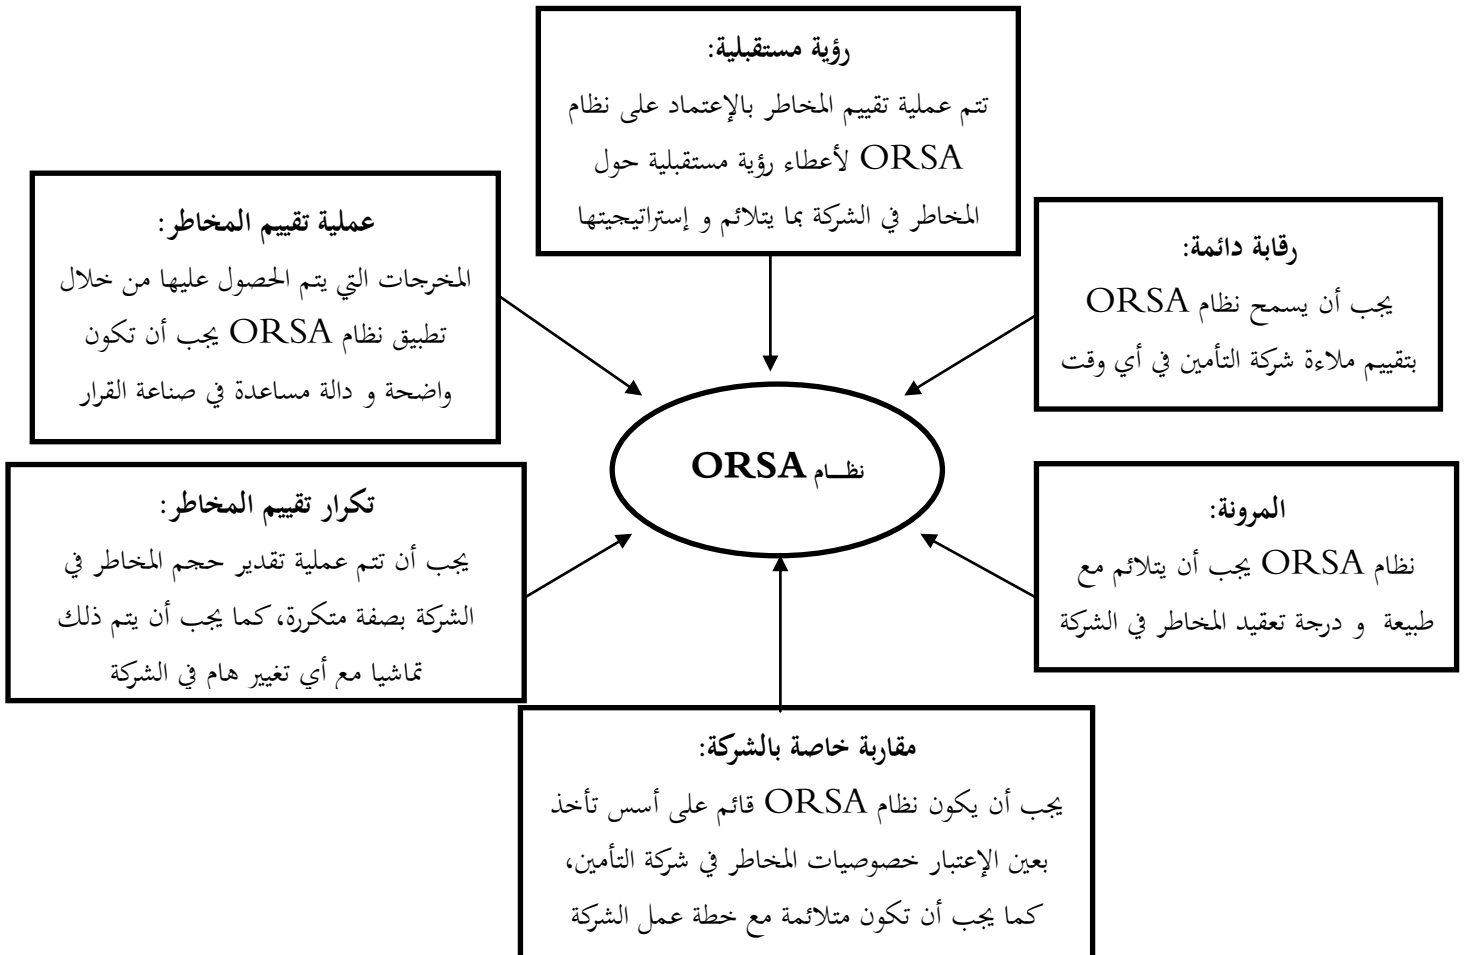 رؤية مستقبلية:
تتم عملية تقييم المخاطر بالإعتماد على نظام
ORSA لأعطاء رؤية مستقبلية حول
المخاطر في الشركة بما يتلائم و إستراتيجيتها
رقابة دائمة:
يجب أن يسمح نظام ORSA
بتقييم ملاءة شركة التأمين في أي وقت
عملية تقييم المخاطر:
المخرجات التي يتم الحصول عليها من خلال
تطبيق نظام ORSA يجب أن تكون
واضحة و دالة مساعدة في صناعة القرار
نظــام ORSA
المرونة:
نظام ORSA يجب أن يتلائم مع
طبيعة و درجة تعقيد المخاطر في الشركة
تكرار تقييم المخاطر:
يجب أن تتم عملية تقدير حجم المخاطر في
الشركة بصفة متكررة، كما يجب أن يتم ذلك
تماشيا مع أي تغيير هام في الشركة
مقاربة خاصة بالشركة:
يجب أن يكون نظام ORSA قائم على أسس تأخذ
بعين الإعتبار خصوصيات المخاطر في شركة التأمين،
كما يجب أن تكون متلائمة مع خطة عمل الشركة